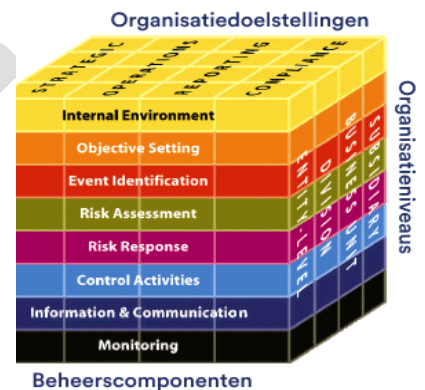 Organisatiedoelstellingen
STRATEGIC
OPERATIONS
REPORTING
COMPLIANCE
Internal Environment
Objective Setting
Event Identification
Risk Assessment
Risk Response
Control Activities
Information & Communication
Monitoring
ENTITY-LEVEL
DIVISION
BUSINESS UNIT
SUBSIDIARY
Organisatieniveaus
Beheerscomponenten